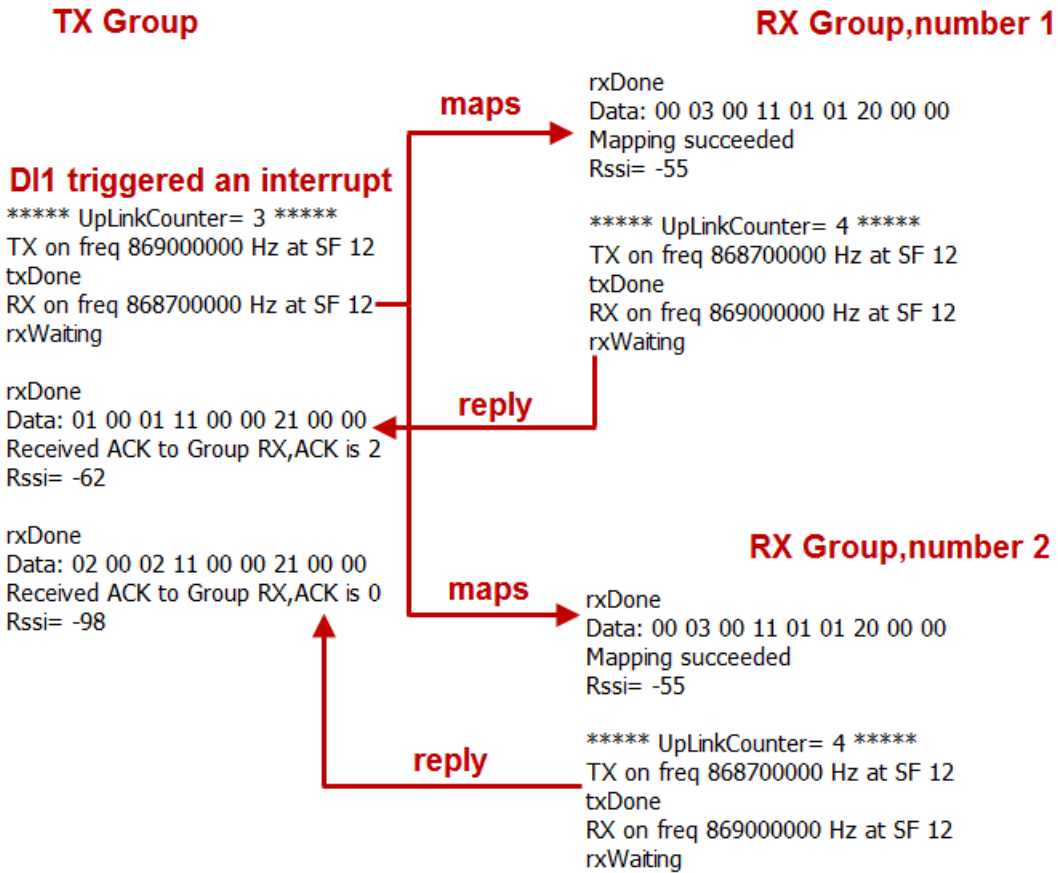 TX Group
DI1 triggered an interrupt
***** UpLinkCounter= 3 *****
TX on freq 869000000 Hz at SF 12
txDone
RX on freq 868700000 Hz at SF 12
rxWaiting
rxDone
Data: 01 00 01 11 00 00 21 00 00
Received ACK to Group RX,ACK is 2
Rssi= -62
rxDone
Data: 02 00 02 11 00 00 21 00 00
Received ACK to Group RX,ACK is 0
Rssi= -98
maps
reply
maps
reply
RX Group,number 1
rxDone
Data: 00 03 00 11 01 01 20 00 00
Mapping succeeded
Rssi= -55
***** UpLinkCounter= 4 *****
TX on freq 868700000 Hz at SF 12
txDone
RX on freq 869000000 Hz at SF 12
rxWaiting
RX Group,number 2
rxDone
Data: 00 03 00 11 01 01 20 00 00
Mapping succeeded
Rssi= -55
***** UpLinkCounter= 4 *****
TX on freq 868700000 Hz at SF 12
txDone
RX on freq 869000000 Hz at SF 12
rxWaiting